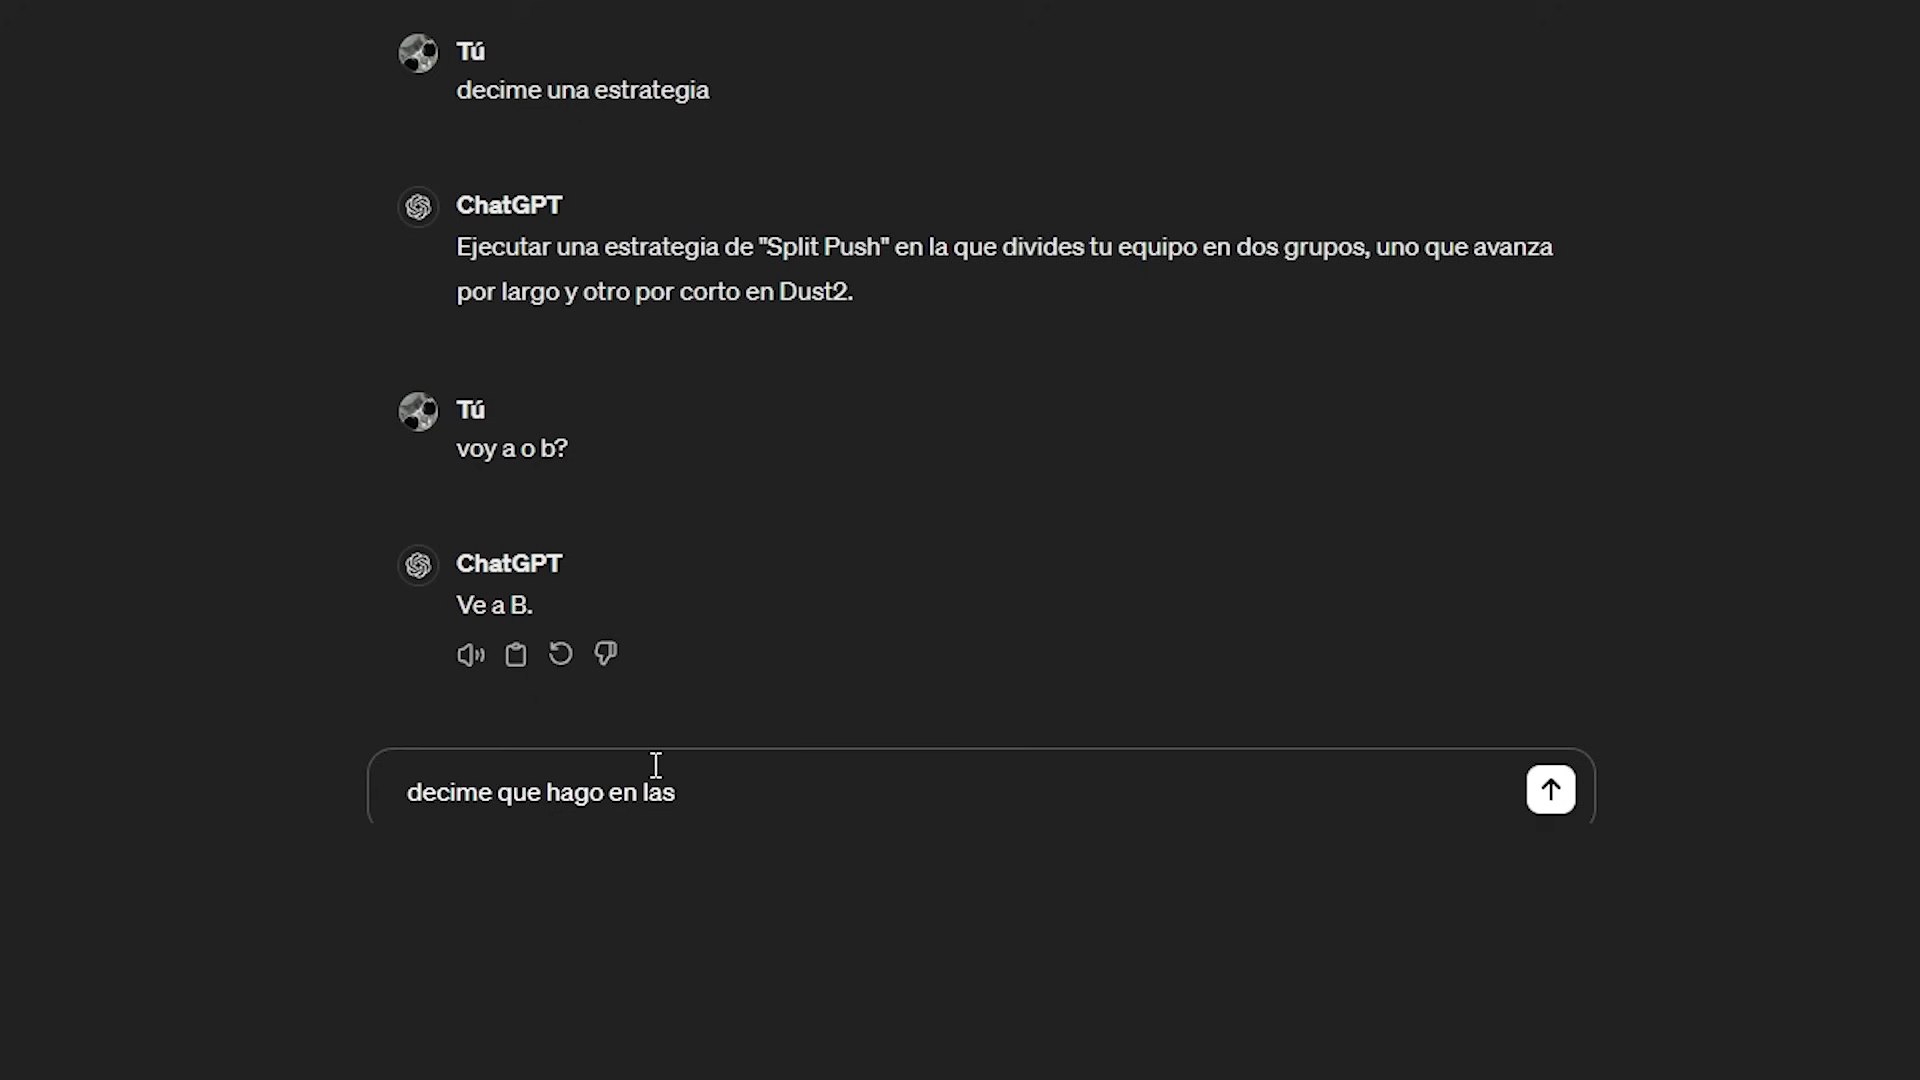 Tú
decime una estrategia
ChatGPT
Ejecutar una estrategia de "Split Push" en la que divides tu equipo en dos grupos, uno que avanza
por largo y otro por corto en Dust2.
Tú
voy a o b?
ChatGPT
Ve a B.
decime que hago en las